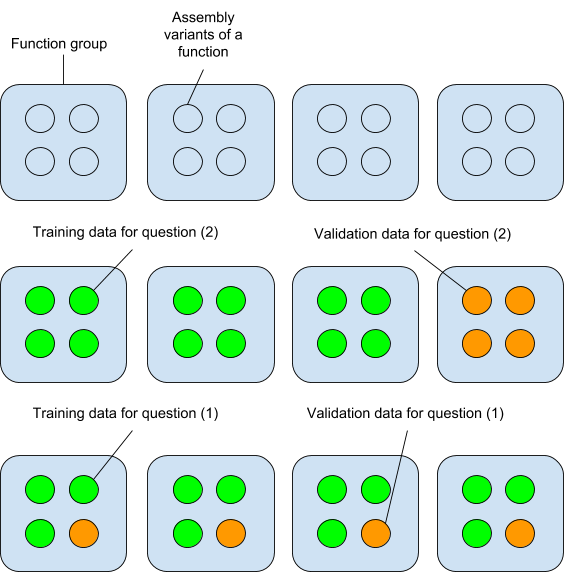 Function group
Assembly
variants of a
function
Training data for question (2)
Validation data for question (2)
Training data for question (1)
Validation data for question (1)